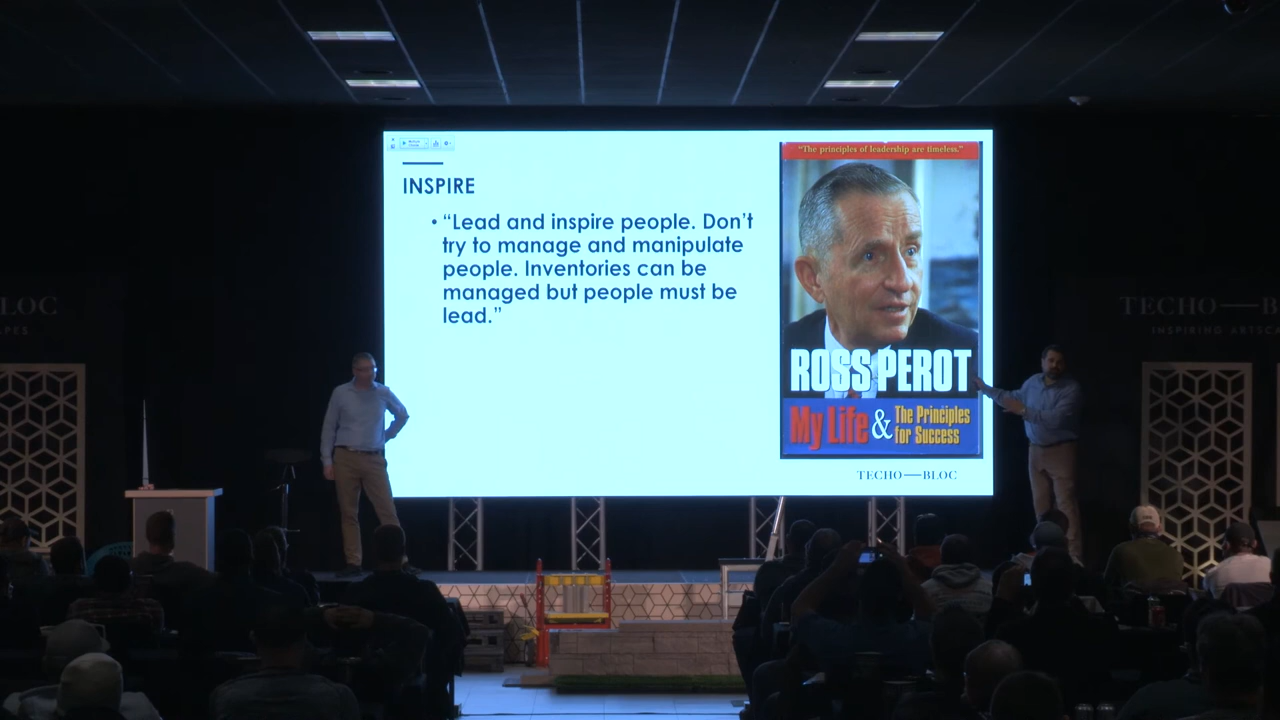 "The principles of leadership are timeless."
INSPIRE
• "Lead and inspire people. Don't
try to manage and manipulate
people. Inventories can be
managed but people must be
lead."
ROSS PEROT
My Life & The Principles
for Success
TECHO—BLOC
BLOC
TECHO—B